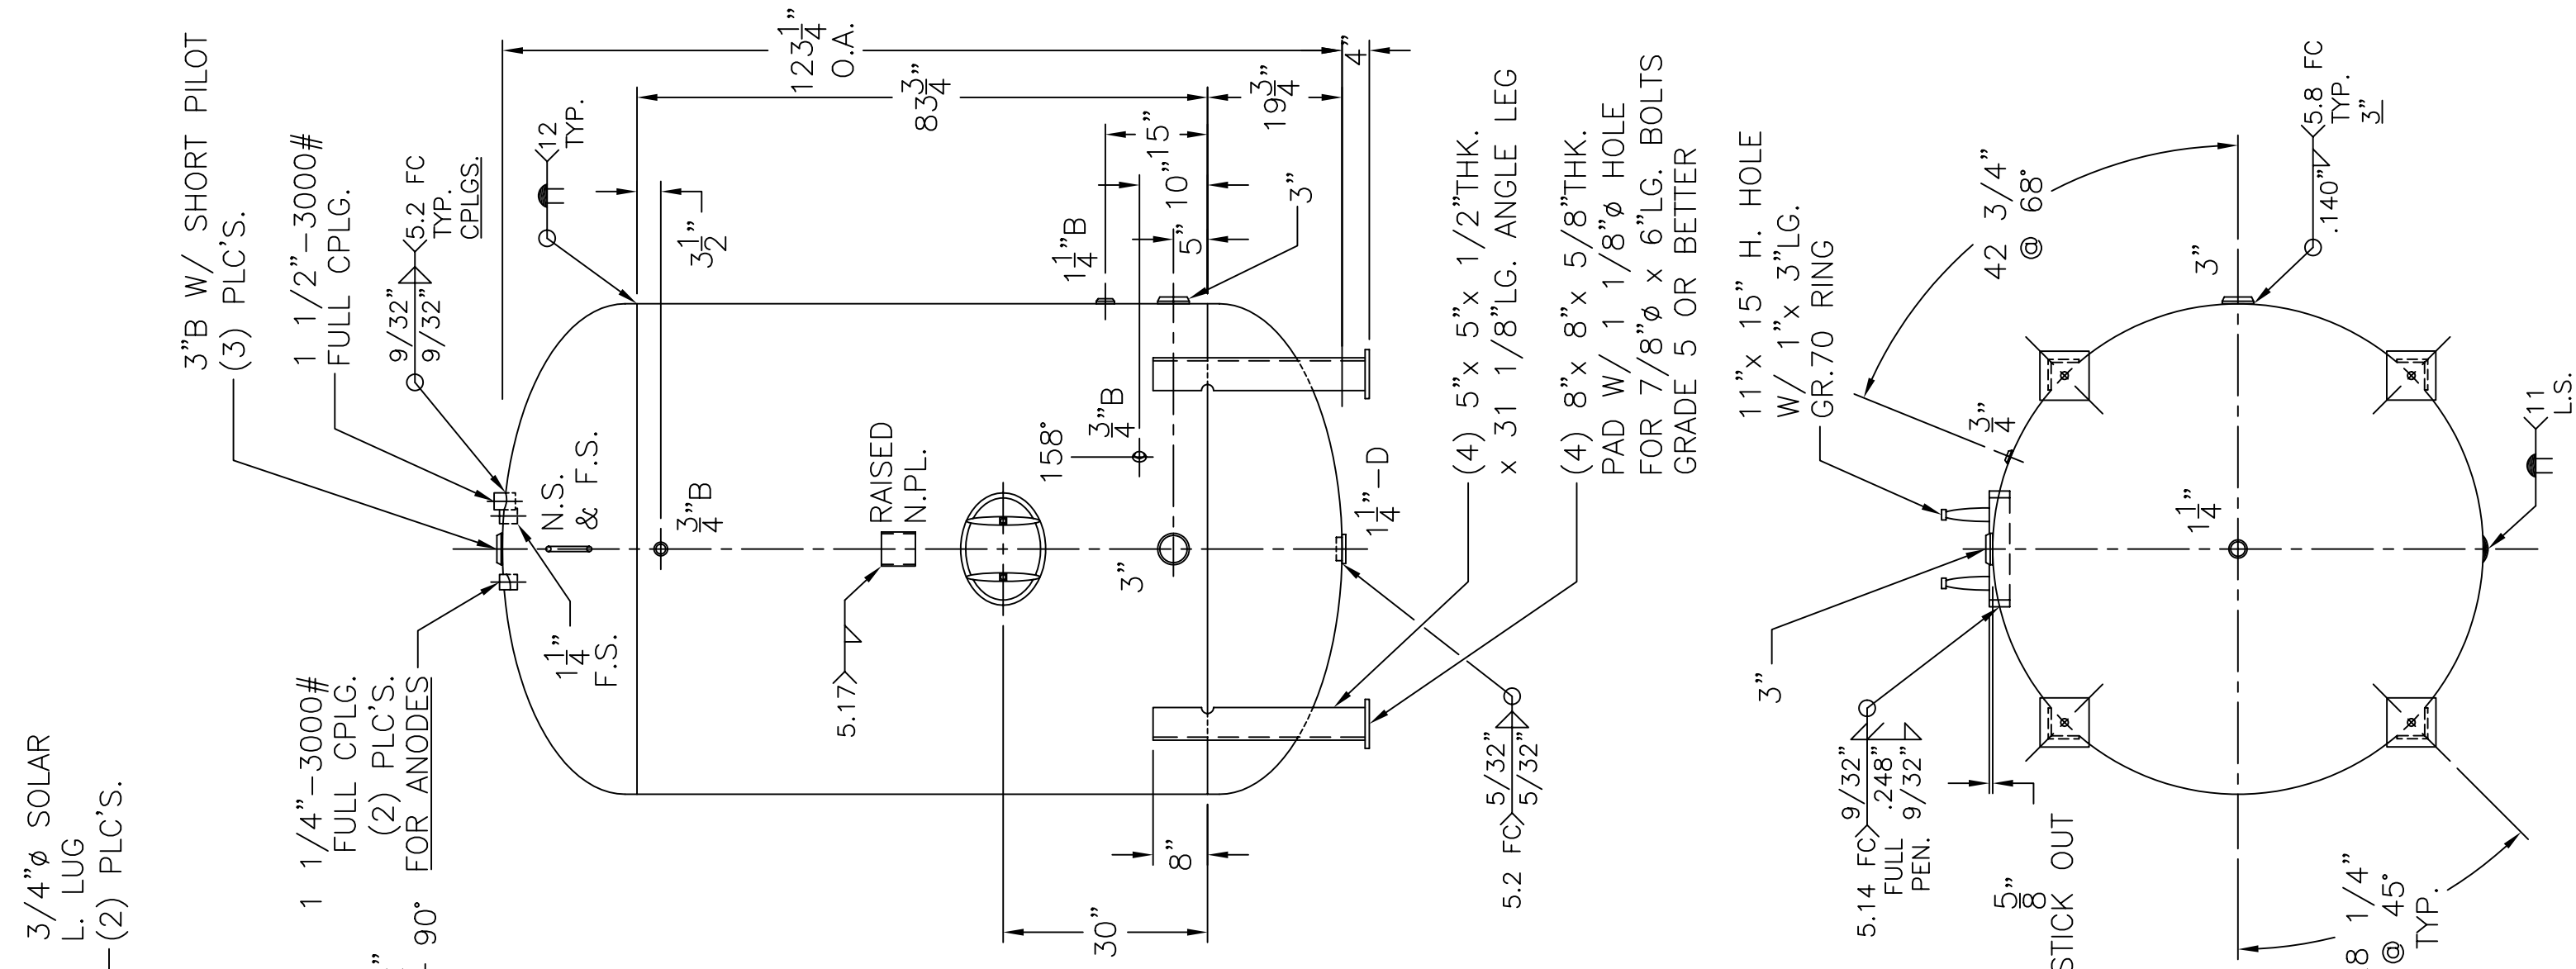 3/4"ø SOLAR
L. LUG
(2) PLC'S.
3"B W/ SHORT PILOT
(3) PLC'S.
1 1/2"-3000#
FULL CPLG.
9/32"
9/32"
5.2 FC
TYP.
CPLGS.
12
TYP.
1 1/4"-3000#
FULL CPLG.
(2) PLC'S.
FOR ANODES
90°
N.S.
& F.S.
1 1/4"
F.S.
3/4"B
3 1/2"
123 1/4"
O.A.
83 3/4"
19 3/4"
4"
15"
10"
5"
3"
1 1/4"B
3/4"B
158°
RAISED
N.PL.
5.17
3"
1 1/4"-D
30"
8"
5.2 FC
5/32"
5/32"
(4) 5"x 5"x 1/2"THK.
x 31 1/8"LG. ANGLE LEG
(4) 8"x 8"x 5/8"THK.
PAD W/ 1 1/8"ø HOLE
FOR 7/8"ø x 6"LG. BOLTS
GRADE 5 OR BETTER
11"x 15" H. HOLE
W/ 1"x 3"LG.
GR.70 RING
3"
3/4"
42 3/4"
@ 68°
3"
5.8 FC
TYP.
3"
.140"
1 1/4"
11
L.S.
5.14 FC
FULL
PEN.
9/32"
.248"
9/32"
5/8"
STICK OUT
8 1/4"
@ 45°
TYP.